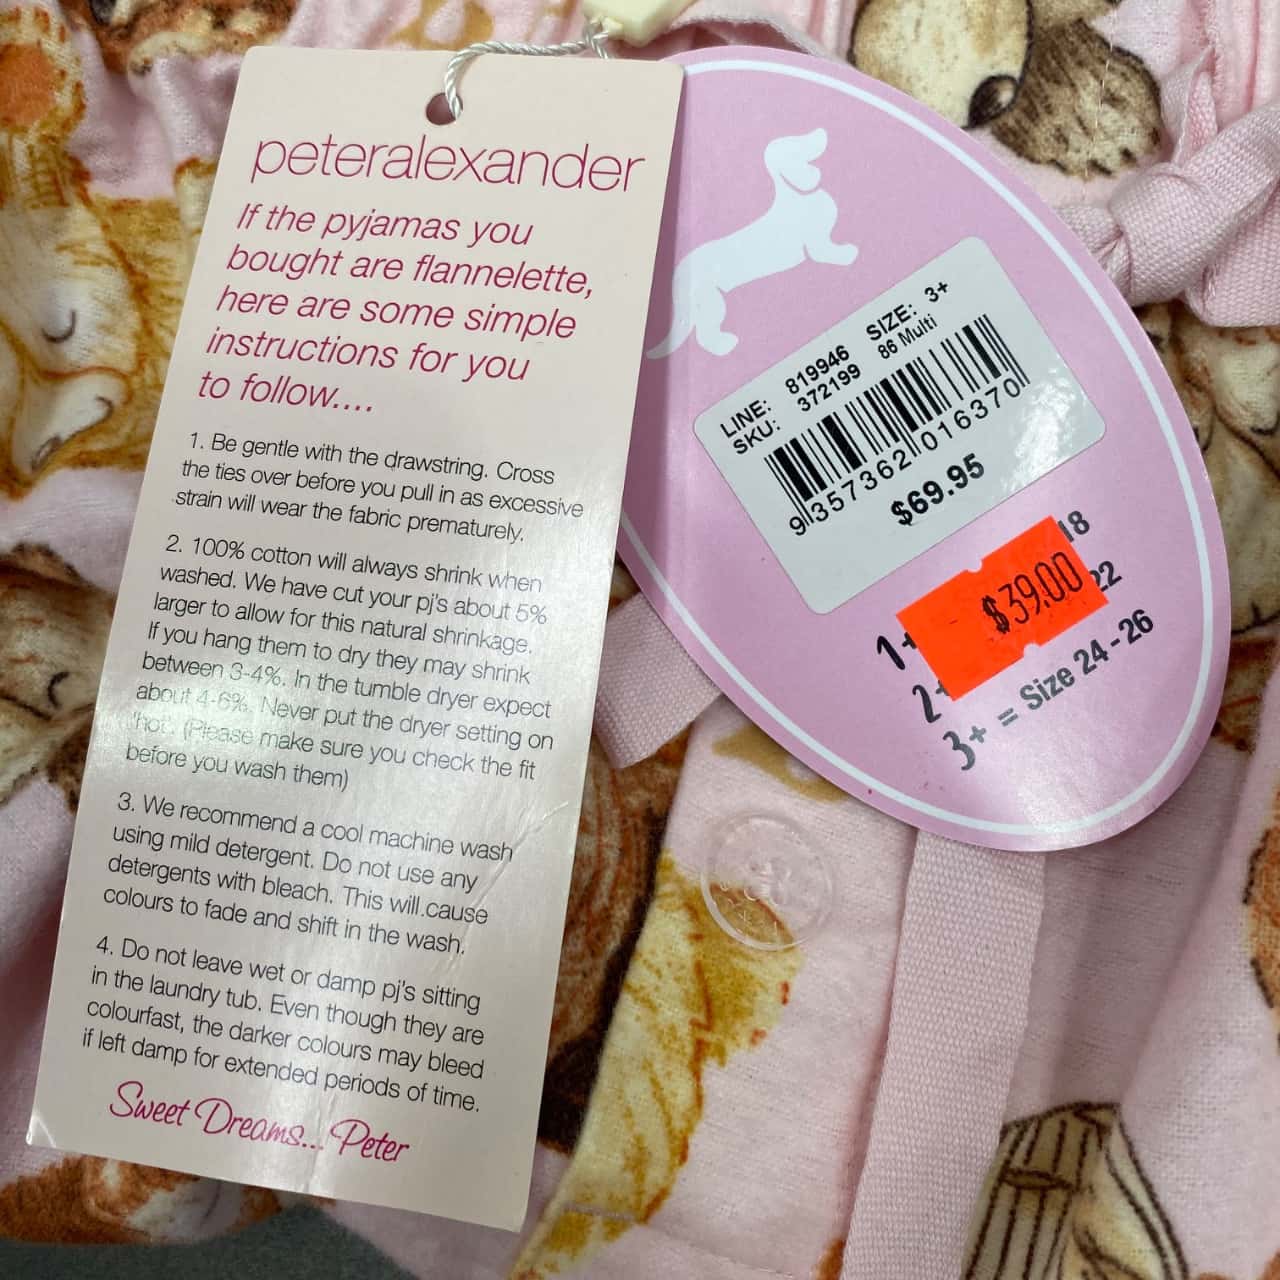 peteralexander
If the pyjamas you
bought are flannelette,
here are some simple
instructions for you
to follow....
1. Be gentle with the drawstring. Cross
the ties over before you pull in as excessive
strain will wear the fabric prematurely.
2. 100% cotton will always shrink when
washed. We have cut your pj's about 5%
larger to allow for this natural shrinkage.
If you hang them to dry they may shrink
between 3-4%. In the tumble dryer expect
about 4-6%. Never put the dryer setting on
'hot'. (Please make sure you check the fit
before you wash them)
3. We recommend a cool machine wash
using mild detergent. Do not use any
detergents with bleach. This will cause
colours to fade and shift in the wash.
4. Do not leave wet or damp pj's sitting
in the laundry tub. Even though they are
colourfast, the darker colours may bleed
if left damp for extended periods of time.
Sweet Dreams... Peter
LINE: 819946 SIZE: 3+
SKU: 372199 86 Multi
9 357362 016370
$69.95
$39.00
1+ 18
2+ 22
3+ = Size 24-26